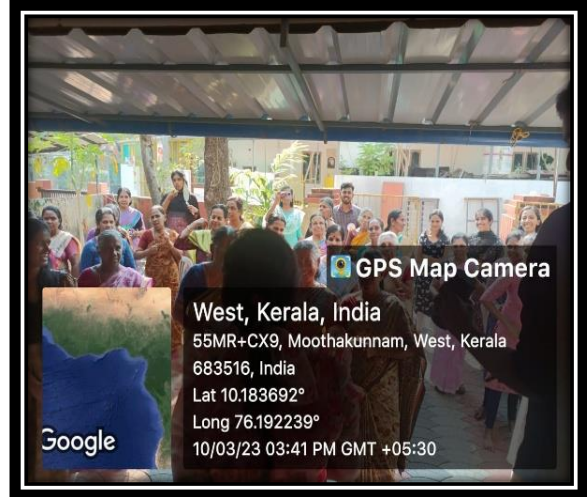 GPS Map Camera
West, Kerala, India
55MR+CX9, Moothakunnam, West, Kerala
683516, India
Lat 10.183692°
Long 76.192239°
10/03/23 03:41 PM GMT +05:30
Google